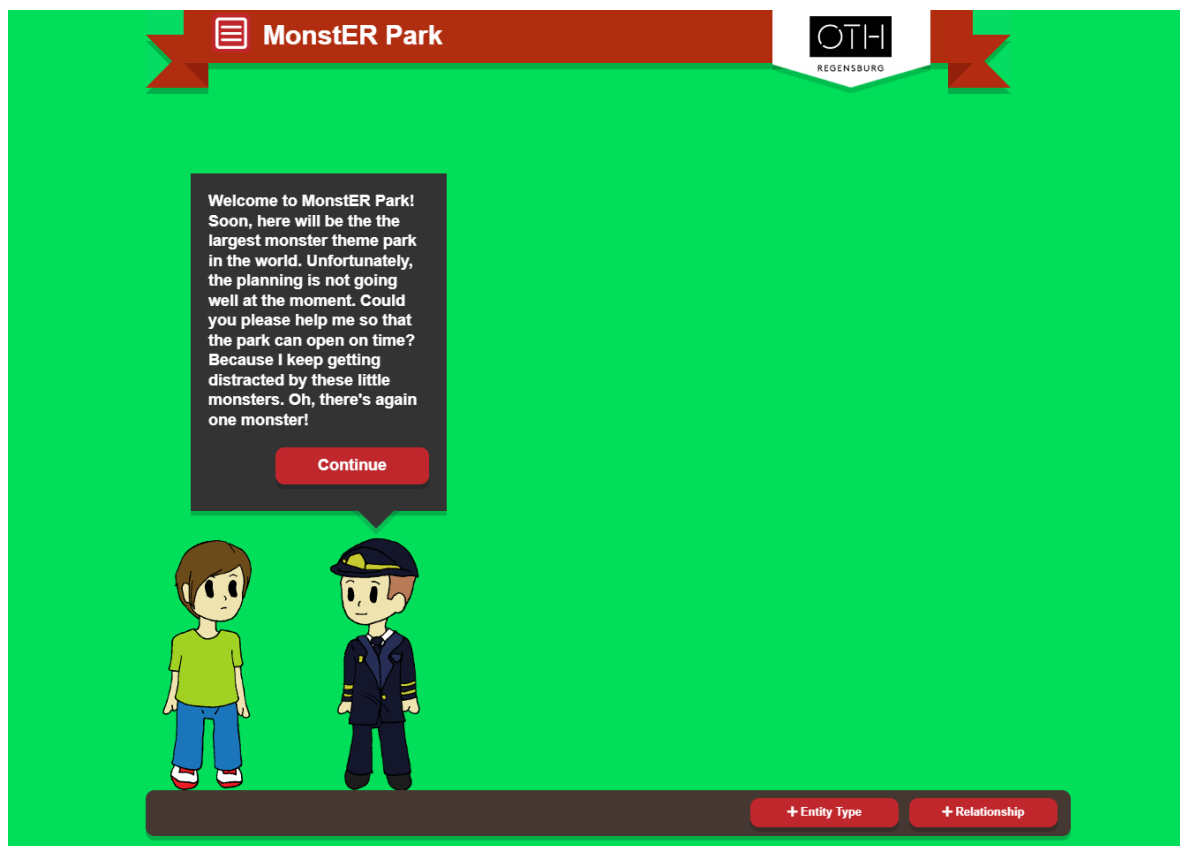 MonstER Park
OTH
REGENSBURG
Welcome to MonstER Park!
Soon, here will be the the
largest monster theme park
in the world. Unfortunately,
the planning is not going
well at the moment. Could
you please help me so that
the park can open on time?
Because I keep getting
distracted by these little
monsters. Oh, there's again
one monster!
Continue
+ Entity Type
+ Relationship